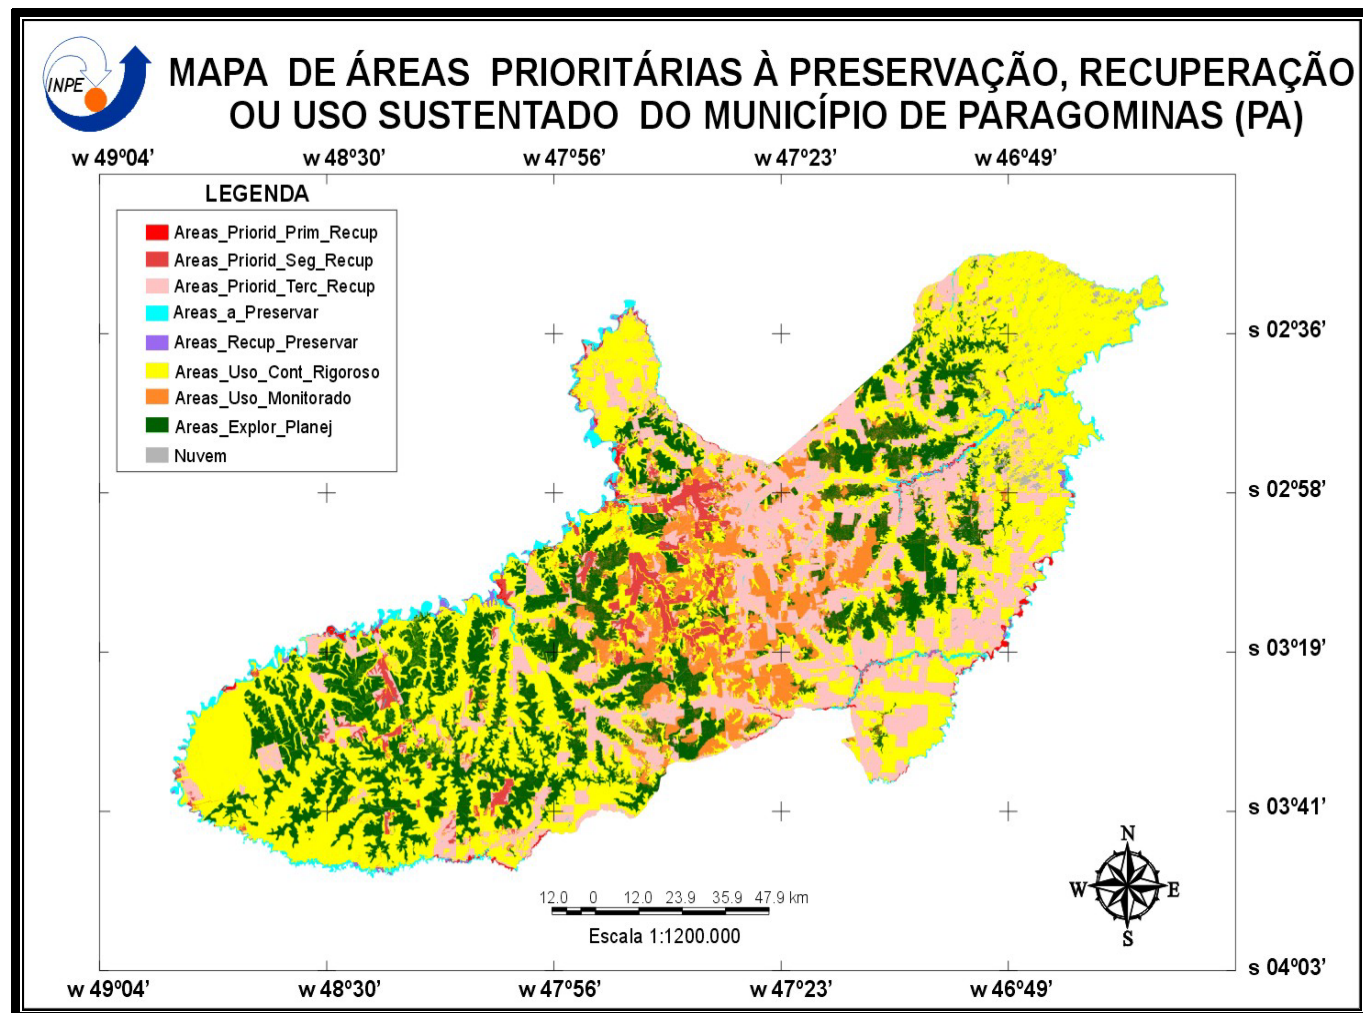 INPE
MAPA DE ÁREAS PRIORITÁRIAS À PRESERVAÇÃO, RECUPERAÇÃO
OU USO SUSTENTADO DO MUNICÍPIO DE PARAGOMINAS (PA)
w 49º04’ w 48º30’ w 47º56’ w 47º23’ w 46º49’
LEGENDA
Areas_Priorid_Prim_Recup
Areas_Priorid_Seg_Recup
Areas_Priorid_Terc_Recup
Areas_a_Preservar
Areas_Recup_Preservar
Areas_Uso_Cont_Rigoroso
Areas_Uso_Monitorado
Areas_Explor_Planej
Nuvem
s 02º36’
s 02º58’
s 03º19’
s 03º41’
s 04º03’
N
W E
S
12.0 0 12.0 23.9 35.9 47.9 km
Escala 1:1200.000
w 49º04’ w 48º30’ w 47º56’ w 47º23’ w 46º49’